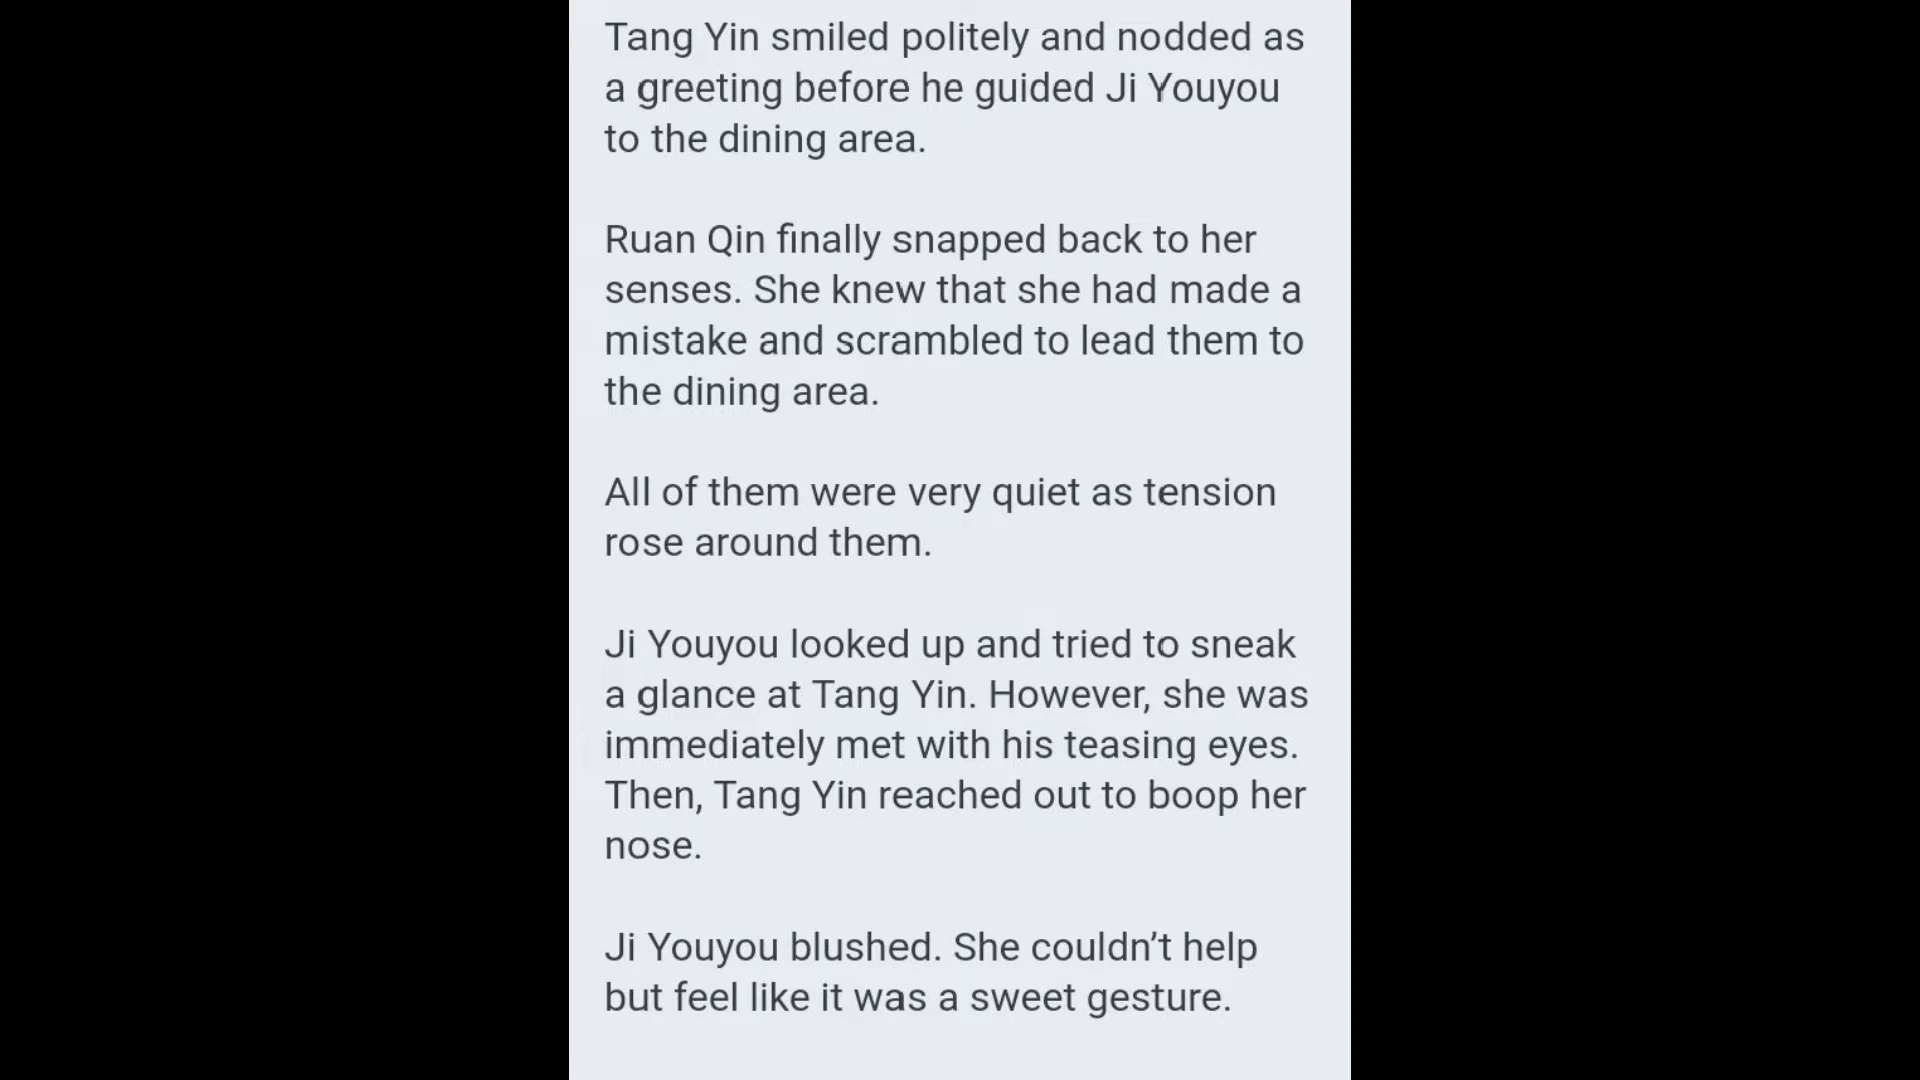 Tang Yin smiled politely and nodded as
a greeting before he guided Ji Youyou
to the dining area.
Ruan Qin finally snapped back to her
senses. She knew that she had made a
mistake and scrambled to lead them to
the dining area.
All of them were very quiet as tension
rose around them.
Ji Youyou looked up and tried to sneak
a glance at Tang Yin. However, she was
immediately met with his teasing eyes.
Then, Tang Yin reached out to boop her
nose.
Ji Youyou blushed. She couldn’t help
but feel like it was a sweet gesture.